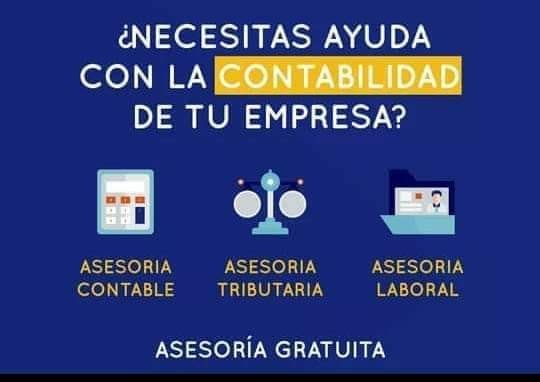 ¿NECESITAS AYUDA
CON LA CONTABILIDAD
DE TU EMPRESA?
ASESORIA ASESORIA ASESORIA
CONTABLE TRIBUTARIA LABORAL
ASESORÍA GRATUITA